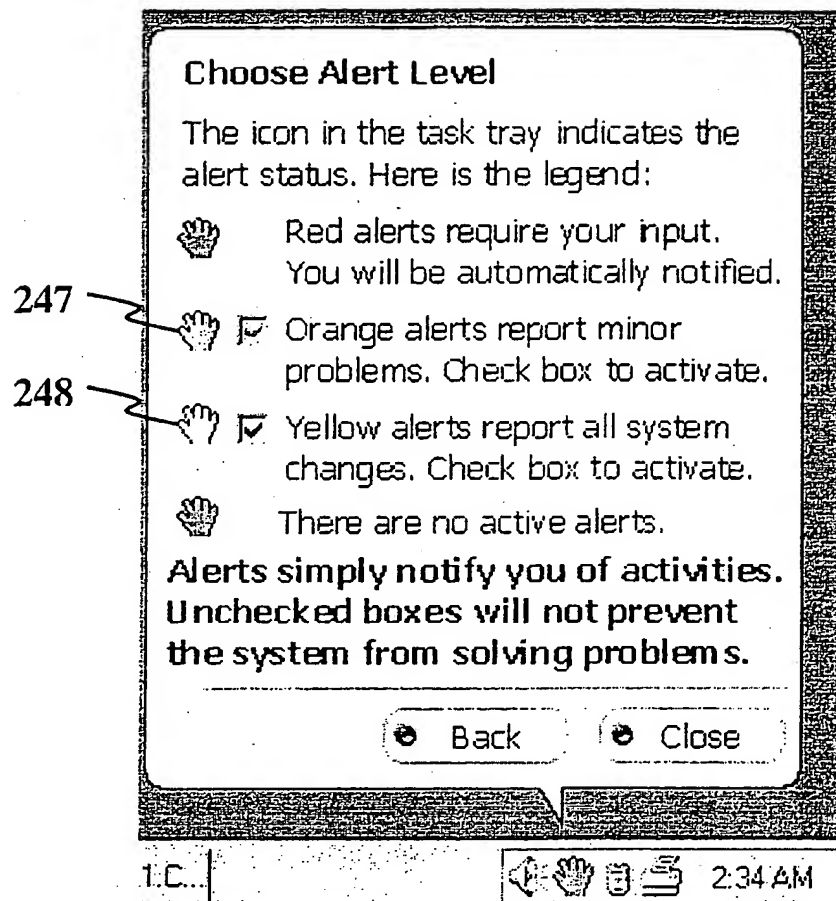 Choose Alert Level
The icon in the task tray indicates the
alert status. Here is the legend:
Red alerts require your input.
You will be automatically notified.
247
Orange alerts report minor
problems. Check box to activate.
248
Yellow alerts report all system
changes. Check box to activate.
There are no active alerts.
Alerts simply notify you of activities.
Unchecked boxes will not prevent
the system from solving problems.
Back
Close
1:C...
2:34 AM